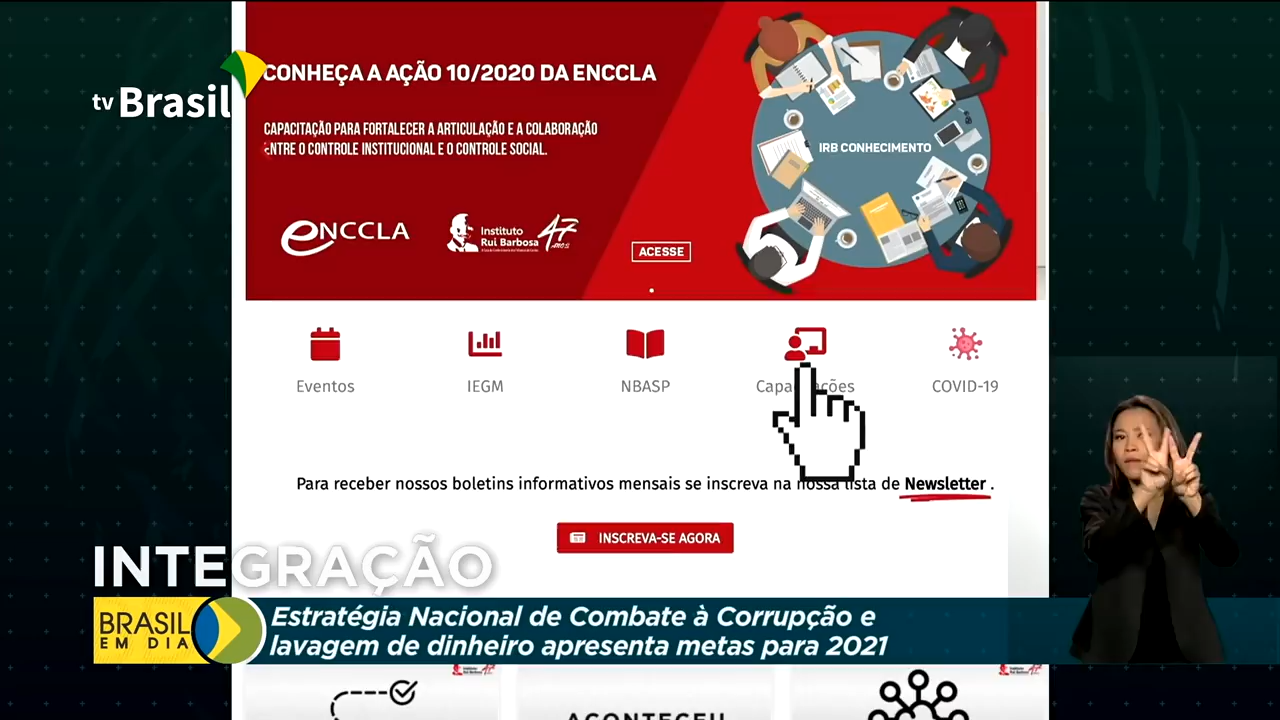 tv Brasil
CONHEÇA A AÇÃO 10/2020 DA ENCCLA
CAPACITAÇÃO PARA FORTALECER A ARTICULAÇÃO E A COLABORAÇÃO
ENTRE O CONTROLE INSTITUCIONAL E O CONTROLE SOCIAL.
IRB CONHECIMENTO
ENCCLA
Instituto
Rui Barbosa
47
ANOS
ACESSE
Eventos
IEGM
NBASP
Capacitações
COVID-19
Para receber nossos boletins informativos mensais se inscreva na nossa lista de Newsletter .
INSCREVA-SE AGORA
INTEGRAÇÃO
BRASIL
EM DIA
Estratégia Nacional de Combate à Corrupção e
lavagem de dinheiro apresenta metas para 2021
ACONTECEU